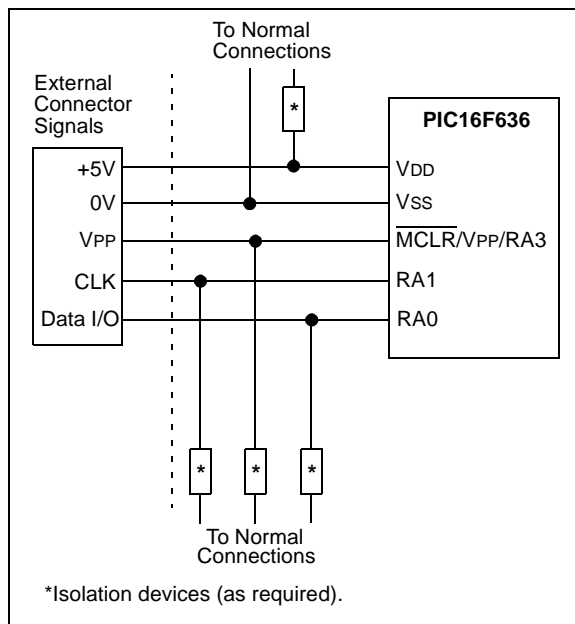 To Normal
Connections
External
Connector
Signals
*
PIC16F636
+5V
VDD
0V
VSS
VPP
MCLR/VPP/RA3
CLK
RA1
Data I/O
RA0
* * *
To Normal
Connections
*Isolation devices (as required).